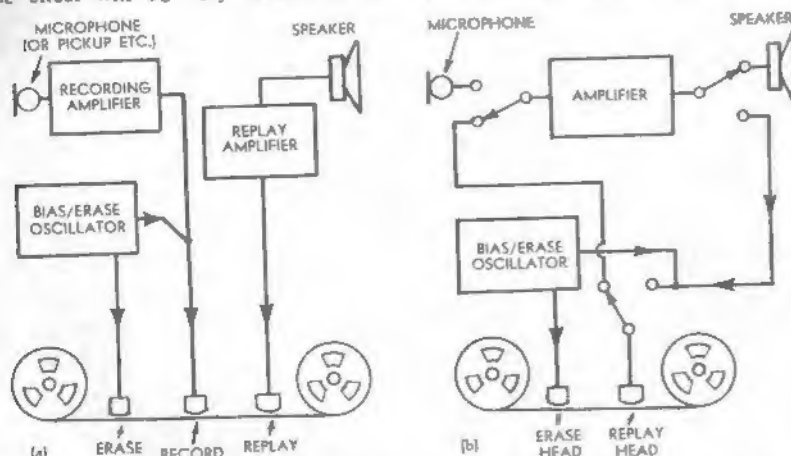 MICROPHONE
(OR PICKUP ETC.)
RECORDING
AMPLIFIER
SPEAKER
REPLAY
AMPLIFIER
BIAS/ERASE
OSCILLATOR
(a)
ERASE
RECORD
REPLAY
MICROPHONE
AMPLIFIER
SPEAKER
BIAS/ERASE
OSCILLATOR
(b)
ERASE
HEAD
REPLAY
HEAD